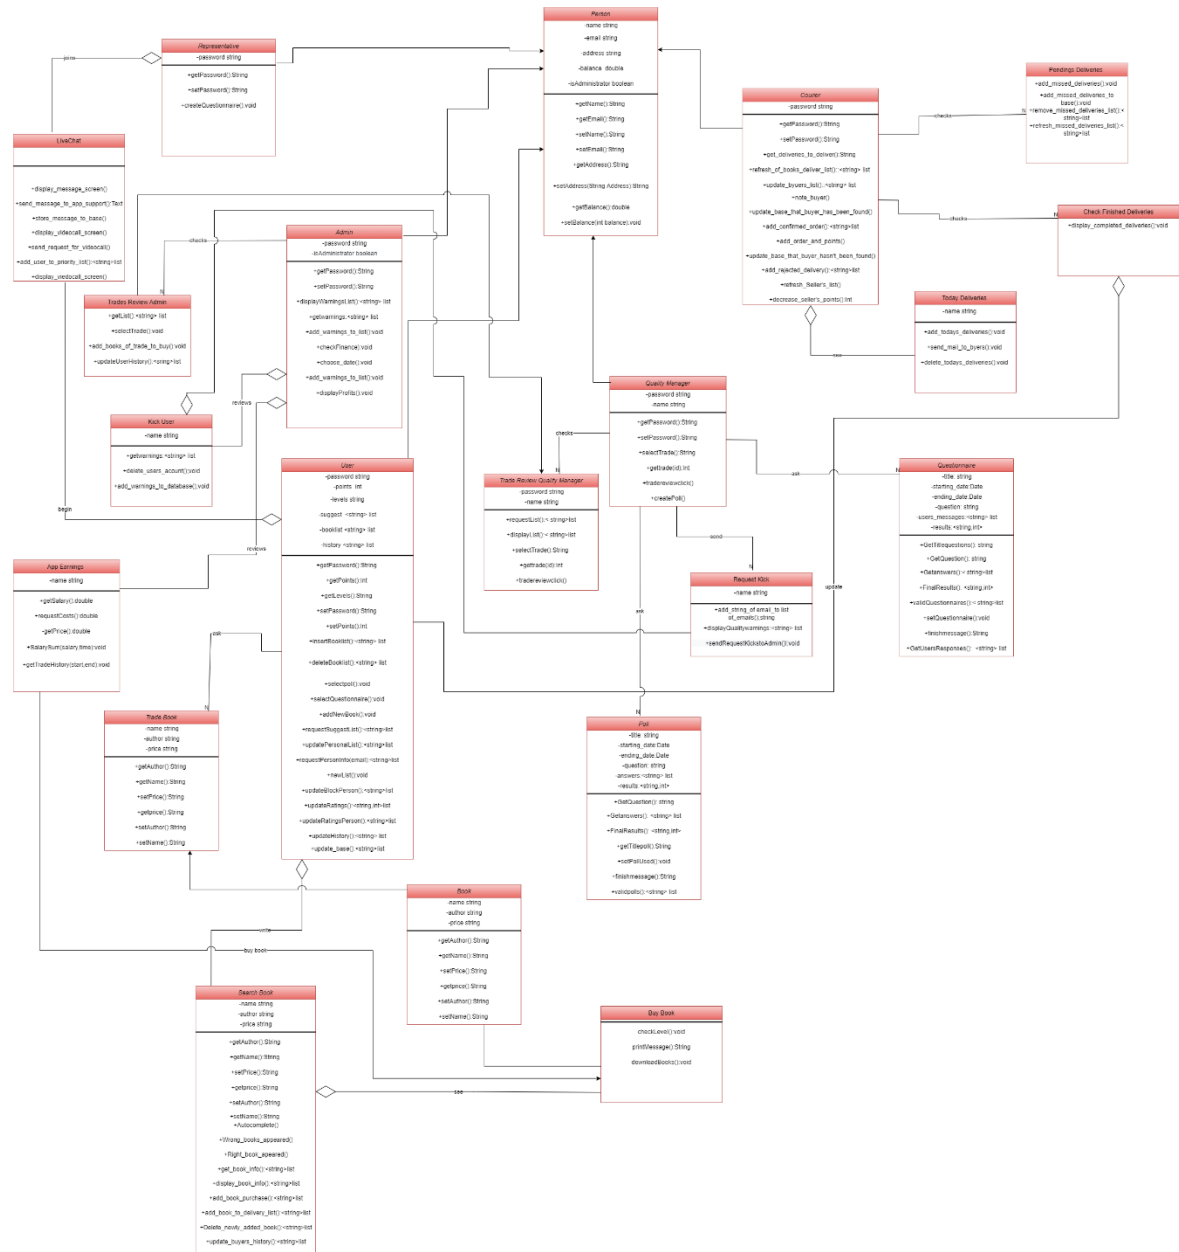 Person
-name string
-email string
-address string
-balance double
-isAdministrator boolean
+getName():String
+getEmail():String
+setName():String
+setEmail():String
+getAddress():String
+setAddress(String Address):String
+getBalance():double
+setBalance(int balance):void
Representative
-password string
+getPassword():String
+setPassword():String
+createQuestionnaire():void
joins
LiveChat
+display_message_screen()
+send_message_to_app_support():Text
+store_message_to_base()
+display_videocall_screen()
+send_request_for_videocall()
+add_user_to_priority_list():<string>list
Courier
-password string
+getPassword():String
+setPassword():String
+get_deliveries_to_deliver():String
+refresh_of_books_deliver_list():<string> list
+update_byuers_list():<string> list
+note_buyer()
+update_base_that_buyer_has_been_found()
+add_confirmed_order():<string>list
+add_order_and_points()
+update_base_that_buyer_hasn't_been_found()
+add_rejected_delivery():<string>list
+refresh_Seller's_list()
+decrease_seller's_points():int
checks
N
Pendings Deliveries
+add_missed_deliveries():void
+add_missed_deliveries_to
base():void
+remove_missed_deliveries_list():<
string>list
+refresh_missed_deliveries_list():<
string>list
checks
N
Check Finished Deliveries
+display_completed_deliveries():void
Today Deliveries
-name string
+add_todays_deliveries():void
+send_mail_to_byers():void
+delete_todays_deliveries():void
Admin
-password string
-isAdministrator boolean
+getPassword():String
+setPassword():String
+displayWarningsList():<string> list
+getwarnings:<string> list
+add_warnings_to_list():void
+checkFinance():void
+choose_date():void
+add_warnings_to_list():void
+displayProfits():void
checks
N
Trades Review Admin
+getList():<string> list
+selectTrade():void
+add_books_of_trade_to_buy():void
+updateUserHistory():<sring>list
reviews
Kick User
-name string
+getwarnings:<string> list
+delete_users_acount():void
+add_warnings_to_database():void
begin
reviews
User
-password string
-points int
-levels string
-suggest <string> list
-booklist <string> list
-history <string> list
+getPassword():String
+getPoints():Int
+getLevels():String
+setPassword():String
+setPoints():Int
+insertBooklist():<string> list
+deleteBooklist():<string> list
+selectpoll():void
+selectQuestionnaire():void
+addNewBook():void
+requestSuggestList():<string>list
+updatePersonalList():<string>list
+requestPersonInfo(email):<string>list
+newList():void
+updateBlockPerson():<string>list
+updateRatings():<string,int>list
+updateRatingsPerson():<string>list
+updateHistory():<string> list
+update_base():<string>list
Quality Manager
-password string
-name string
+getPassword():String
+setPassword():String
+selectTrade():String
+gettrade(id):int
+tradereviewclick()
+createPoll()
checks
N
Trade Review Quality Manager
-password string
-name string
+requestList():< string>list
+displayList():< string>list
+selectTrade():String
+gettrade(id):int
+tradereviewclick()
ask
N
Questionnaire
-title: string
-starting_date:Date
-ending_date:Date
-question: string
-users_messages:<string> list
-results:<string,int>
+GetTitlequestions(): string
+GetQuestion(): string
+Getanswers():< string>list
+FinalResults(): <string,int>
+validQuestionnaires():< string>list
+setQuestionnaire():void
+finishmessage():String
+GetUsersResponses(): <string> list
send
N
Request Kick
-name string
+add_string_of email_to list
of_emails():string
+displayQualitywarnings:<string> list
+sendRequestKickstoAdmin():void
update
ask
N
App Earnings
-name string
+getSalary():double
+requestCosts():double
-getPrice():double
+SalarySum(salary,time):void
+getTradeHistory(start,end):void
ask
N
Trade Book
-name string
-author string
-price string
+getAuthor():String
+getName():String
+setPrice():String
+getprice():String
+setAuthor():String
+setName():String
Poll
-title: string
-starting_date:Date
-ending_date:Date
-question: string
-answers:<string> list
-results:<string,int>
+GetQuestion(): string
+Getanswers(): <string> list
+FinalResults(): <string,int>
+getTitlepoll():String
+setPollUsed():void
+finishmessage():String
+validpolls():<string> list
Book
-name string
-author string
-price string
+getAuthor():String
+getName():String
+setPrice():String
+getprice():String
+setAuthor():String
+setName():String
write
buy book
Search Book
-name string
-author string
-price string
+getAuthor():String
+getName():String
+setPrice():String
+getprice():String
+setAuthor():String
+setName():String
+Autocomplete()
+Wrong_books_appeared()
+Right_book_apeared()
+get_book_info():<string>list
+display_book_info():<string>list
+add_book_purchase():<string>list
+add_book_to_delivery_list():<string>list
+Delete_newly_added_book():<string>list
+update_buyers_history():<string>list
Buy Book
checkLevel():void
printMessage():String
downloadBooks():void